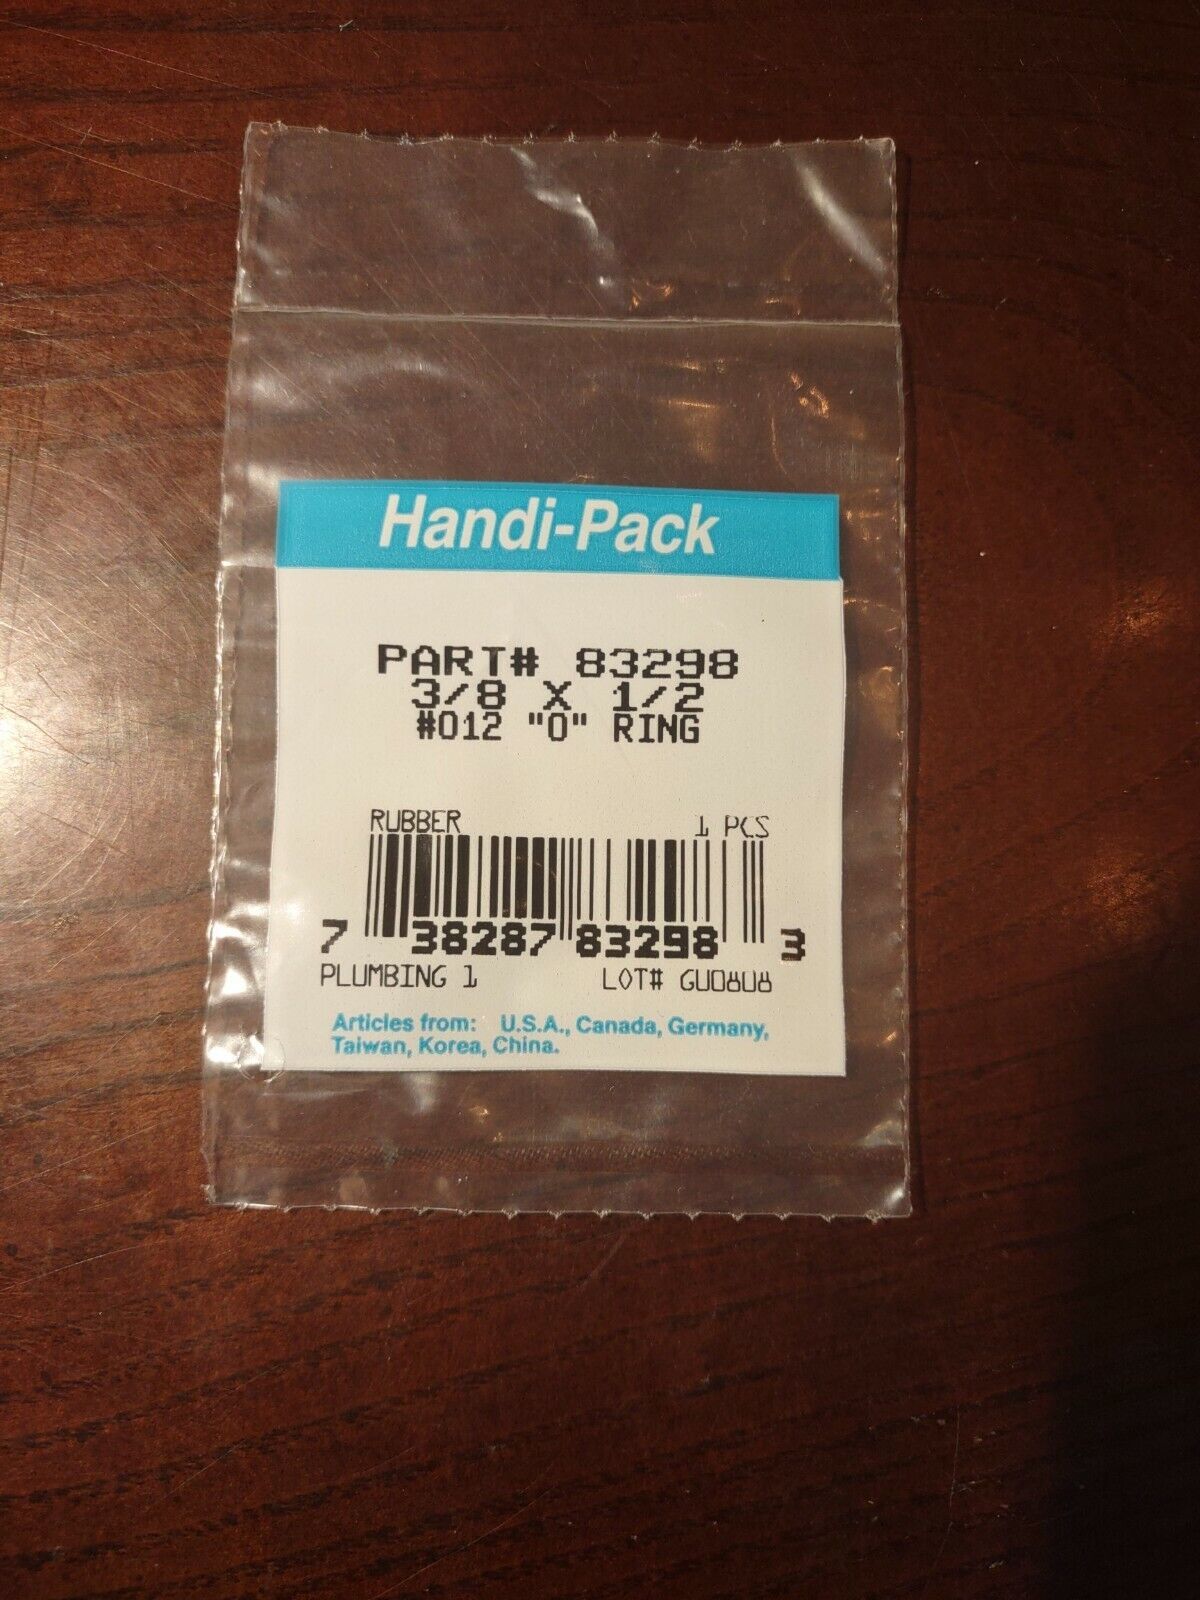 Handi-Pack
PART# 83298
3/8 X 1/2
#012 "O" RING
RUBBER 1 PCS
7 38287 83298 3
PLUMBING 1 LOT# GU0808
Articles from: U.S.A., Canada, Germany,
Taiwan, Korea, China.